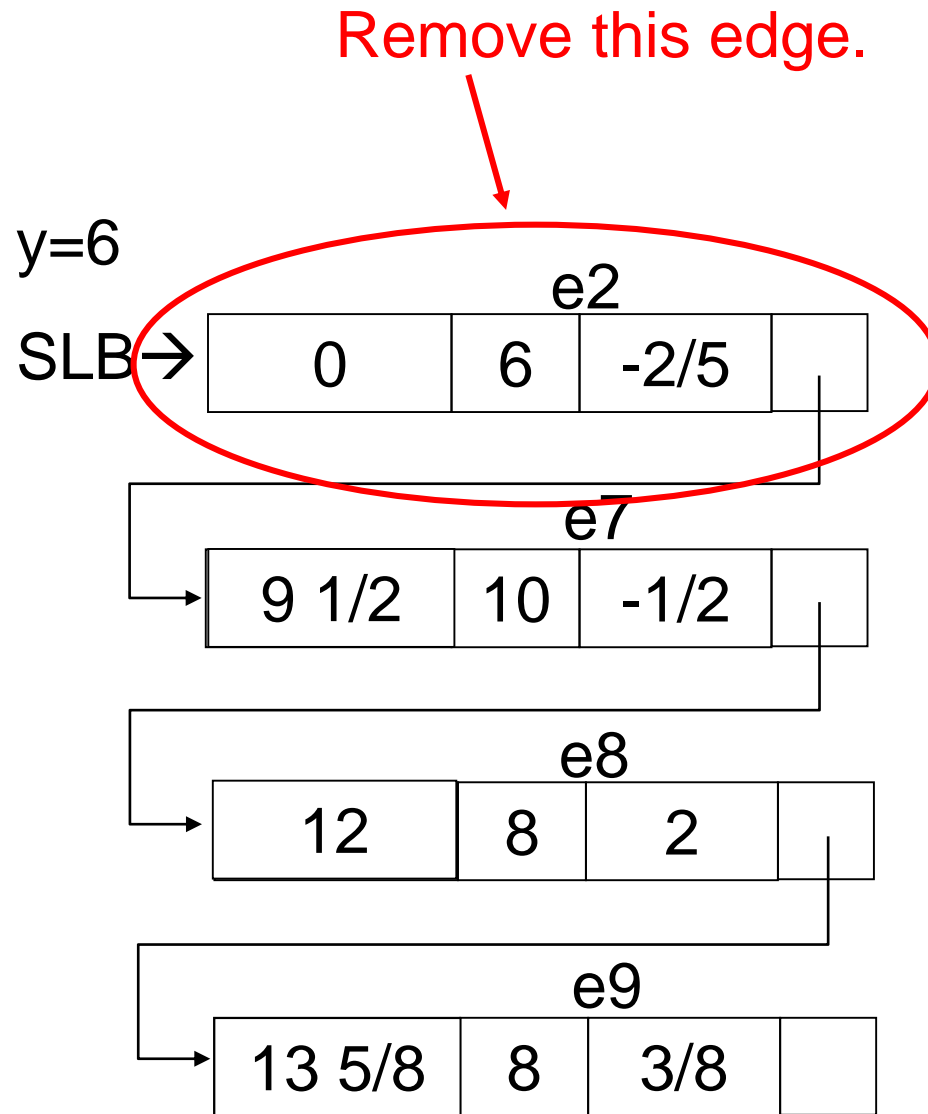 Remove this edge.
y=6
e2
SLB→ 0 6 -2/5
e7
9 1/2 10 -1/2
e8
12 8 2
e9
13 5/8 8 3/8